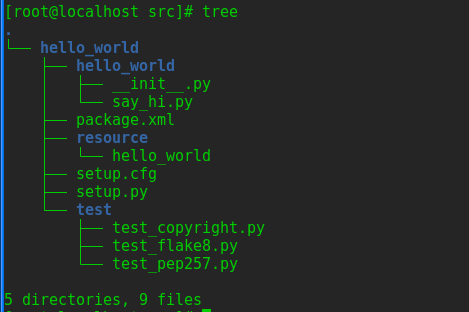 [root@localhost src]# tree
.
└── hello_world
    ├── hello_world
    │   ├── __init__.py
    │   └── say_hi.py
    ├── package.xml
    ├── resource
    │   └── hello_world
    ├── setup.cfg
    ├── setup.py
    └── test
        ├── test_copyright.py
        ├── test_flake8.py
        └── test_pep257.py

5 directories, 9 files